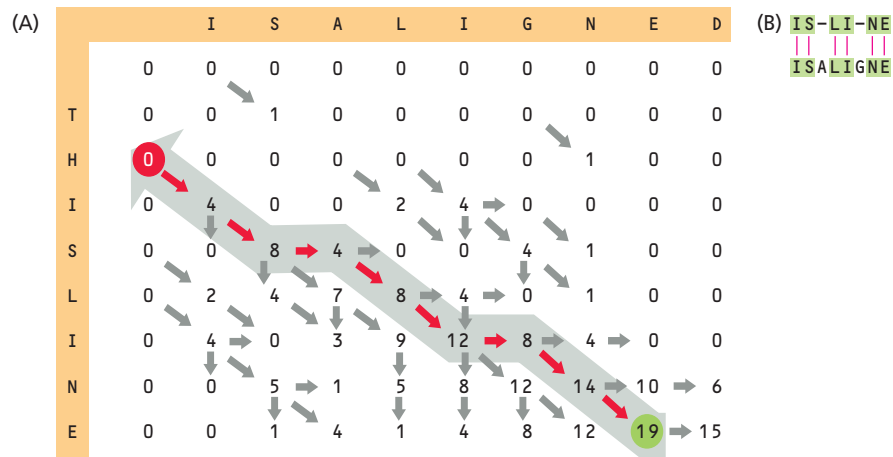 (A) I S A L I G N E D
0 0 0 0 0 0 0 0 0 0
T 0 0 1 0 0 0 0 0 0 0
H 0 0 0 0 0 0 0 1 0 0
I 0 4 0 0 2 4 0 0 0 0
S 0 0 8 4 0 0 4 1 0 0
L 0 2 4 7 8 4 0 1 0 0
I 0 4 0 3 9 12 8 4 0 0
N 0 0 5 1 5 8 12 14 10 6
E 0 0 1 4 1 4 8 12 19 15
(B) IS-LI-NE
ISALIGNE